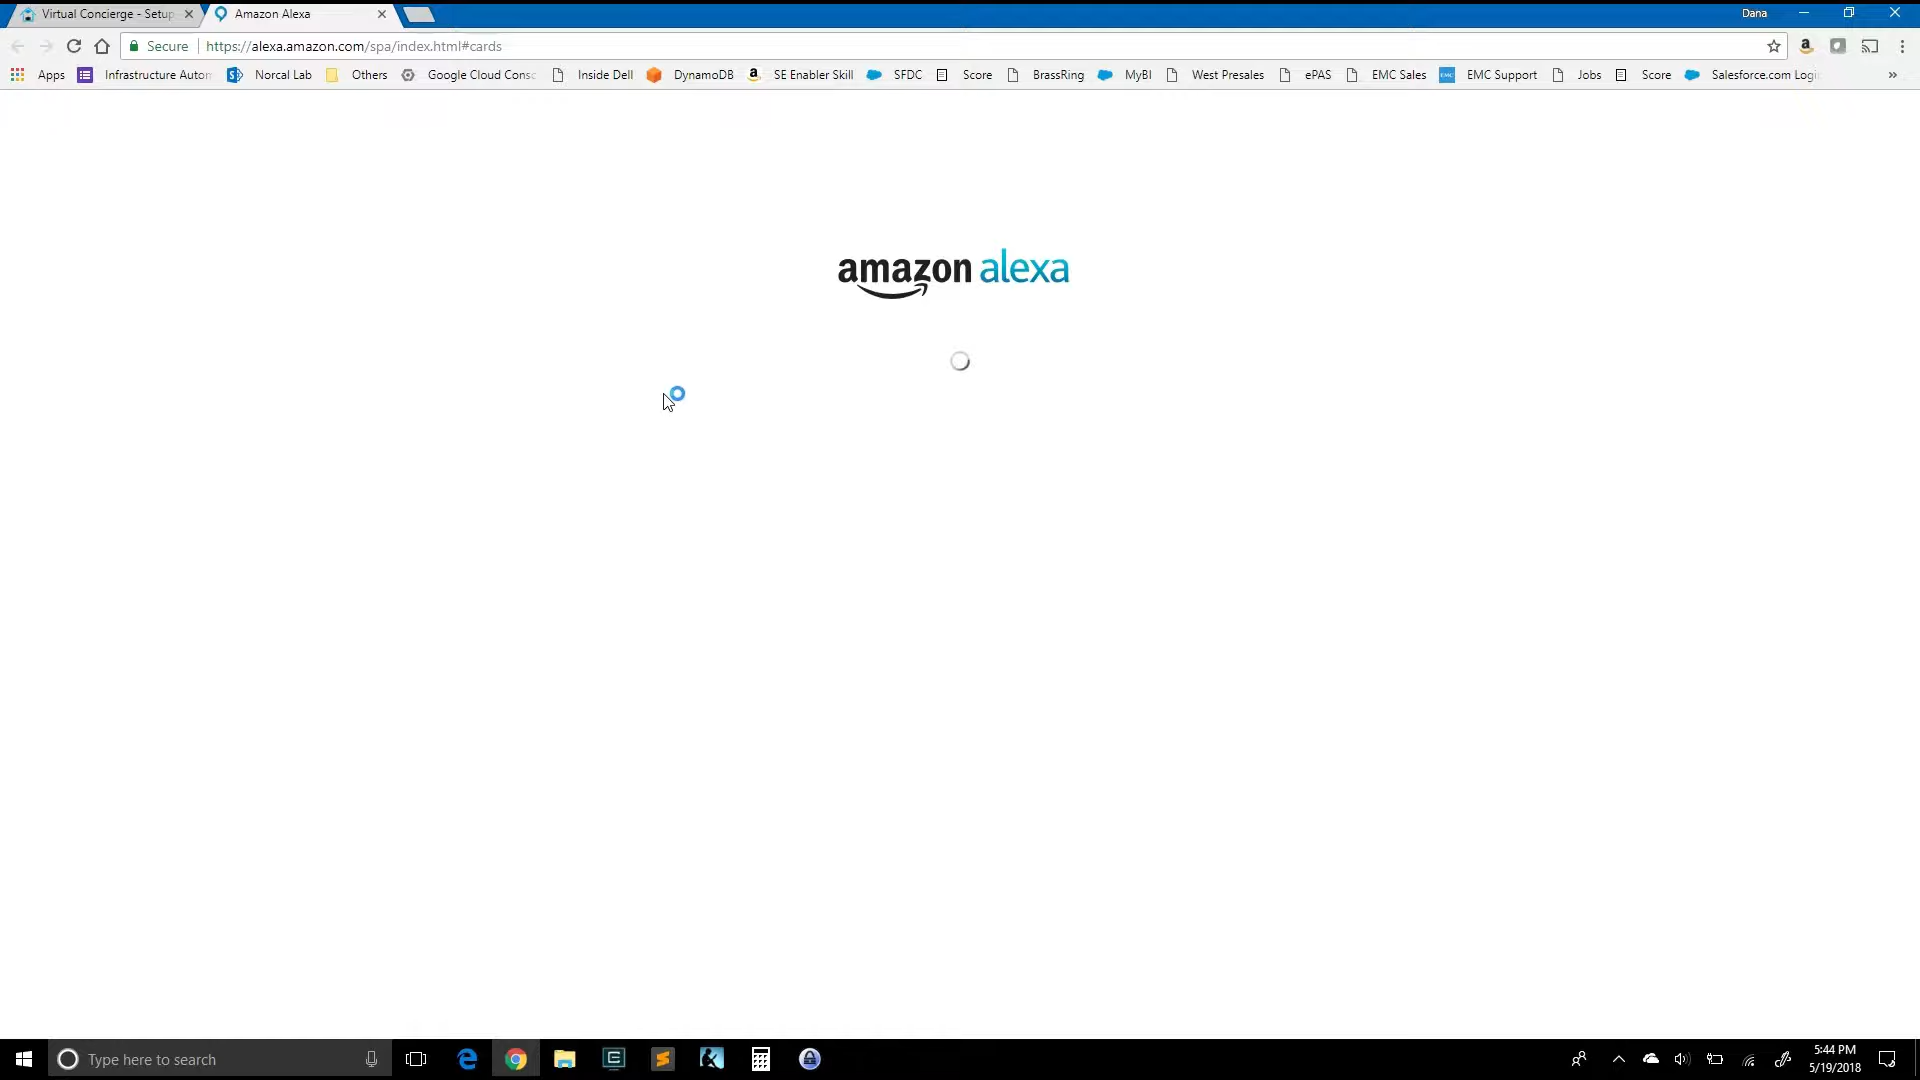 Virtual Concierge - Setup
Amazon Alexa
Dana
Secure https://alexa.amazon.com/spa/index.html#cards
Apps Infrastructure Autom Norcal Lab Others Google Cloud Conso Inside Dell DynamoDB SE Enabler Skill SFDC Score BrassRing MyBI West Presales ePAS EMC Sales EMC Support Jobs Score Salesforce.com Logi »
amazon alexa
Type here to search
5:44 PM
5/19/2018